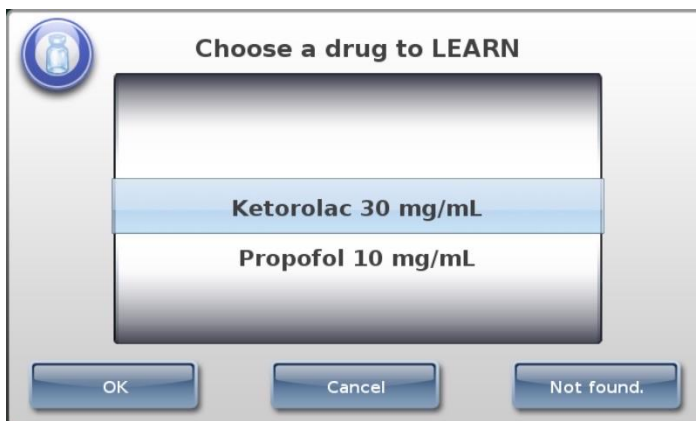 Choose a drug to LEARN
Ketorolac 30 mg/mL
Propofol 10 mg/mL
OK
Cancel
Not found.